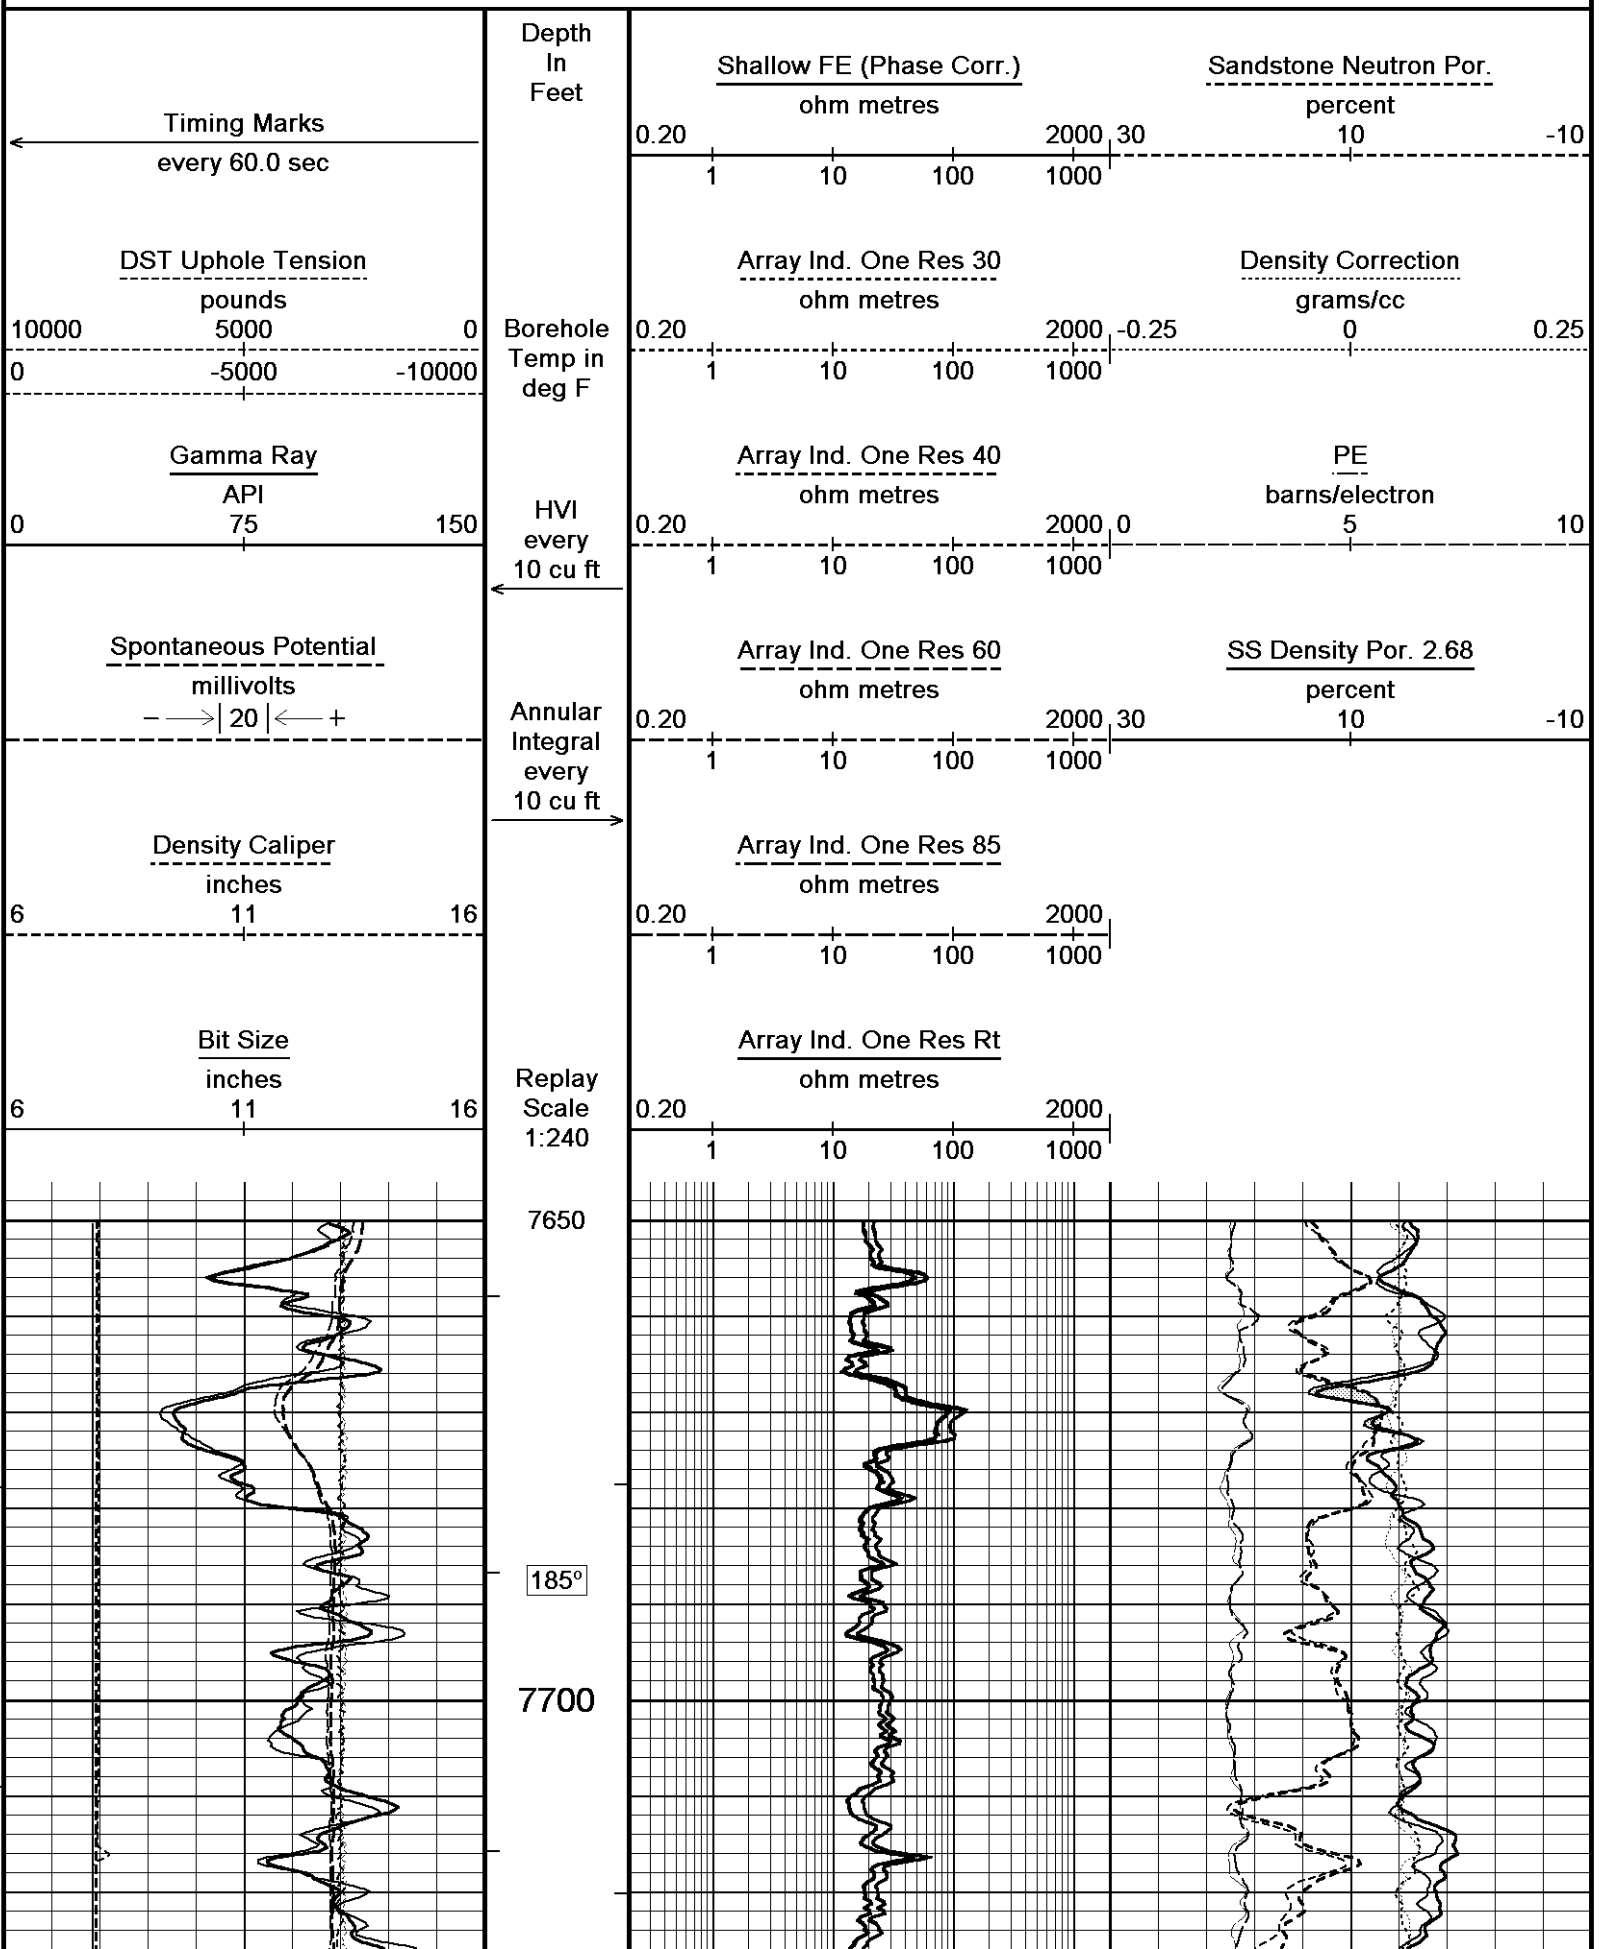 Timing Marks
every 60.0 sec
DST Uphole Tension
pounds
10000 5000 0
0 -5000 -10000
Gamma Ray
API
0 75 150
Spontaneous Potential
millivolts
− →|20|← +
Density Caliper
inches
6 11 16
Bit Size
inches
6 11 16
Depth
In
Feet
Borehole
Temp in
deg F
HVI
every
10 cu ft
Annular
Integral
every
10 cu ft
Replay
Scale
1:240
7650
185°
7700
Shallow FE (Phase Corr.)
ohm metres
0.20 2000
1 10 100 1000
Array Ind. One Res 30
ohm metres
0.20 2000
1 10 100 1000
Array Ind. One Res 40
ohm metres
0.20 2000
1 10 100 1000
Array Ind. One Res 60
ohm metres
0.20 2000
1 10 100 1000
Array Ind. One Res 85
ohm metres
0.20 2000
1 10 100 1000
Array Ind. One Res Rt
ohm metres
0.20 2000
1 10 100 1000
Sandstone Neutron Por.
percent
30 10 -10
Density Correction
grams/cc
-0.25 0 0.25
PE
barns/electron
0 5 10
SS Density Por. 2.68
percent
30 10 -10